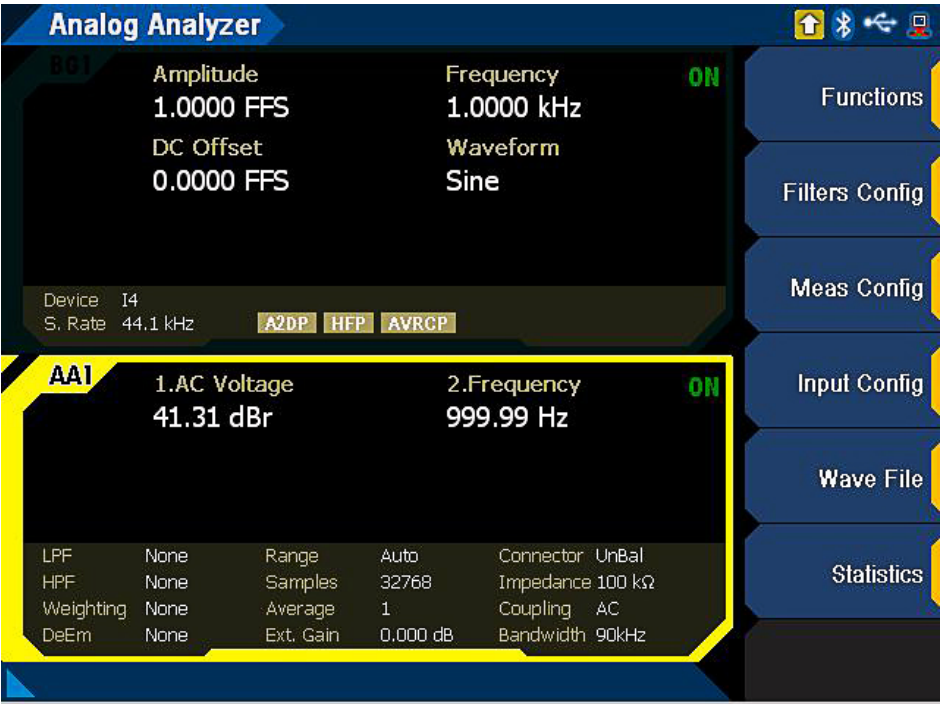 Analog Analyzer
BO1
Amplitude Frequency ON
1.0000 FFS 1.0000 kHz
DC Offset Waveform
0.0000 FFS Sine
Device I4
S. Rate 44.1 kHz A2DP HFP AVRCP
AA1
1.AC Voltage 2.Frequency ON
41.31 dBr 999.99 Hz
LPF None Range Auto Connector UnBal
HPF None Samples 32768 Impedance 100 kΩ
Weighting None Average 1 Coupling AC
DeEm None Ext. Gain 0.000 dB Bandwidth 90kHz
Functions
Filters Config
Meas Config
Input Config
Wave File
Statistics